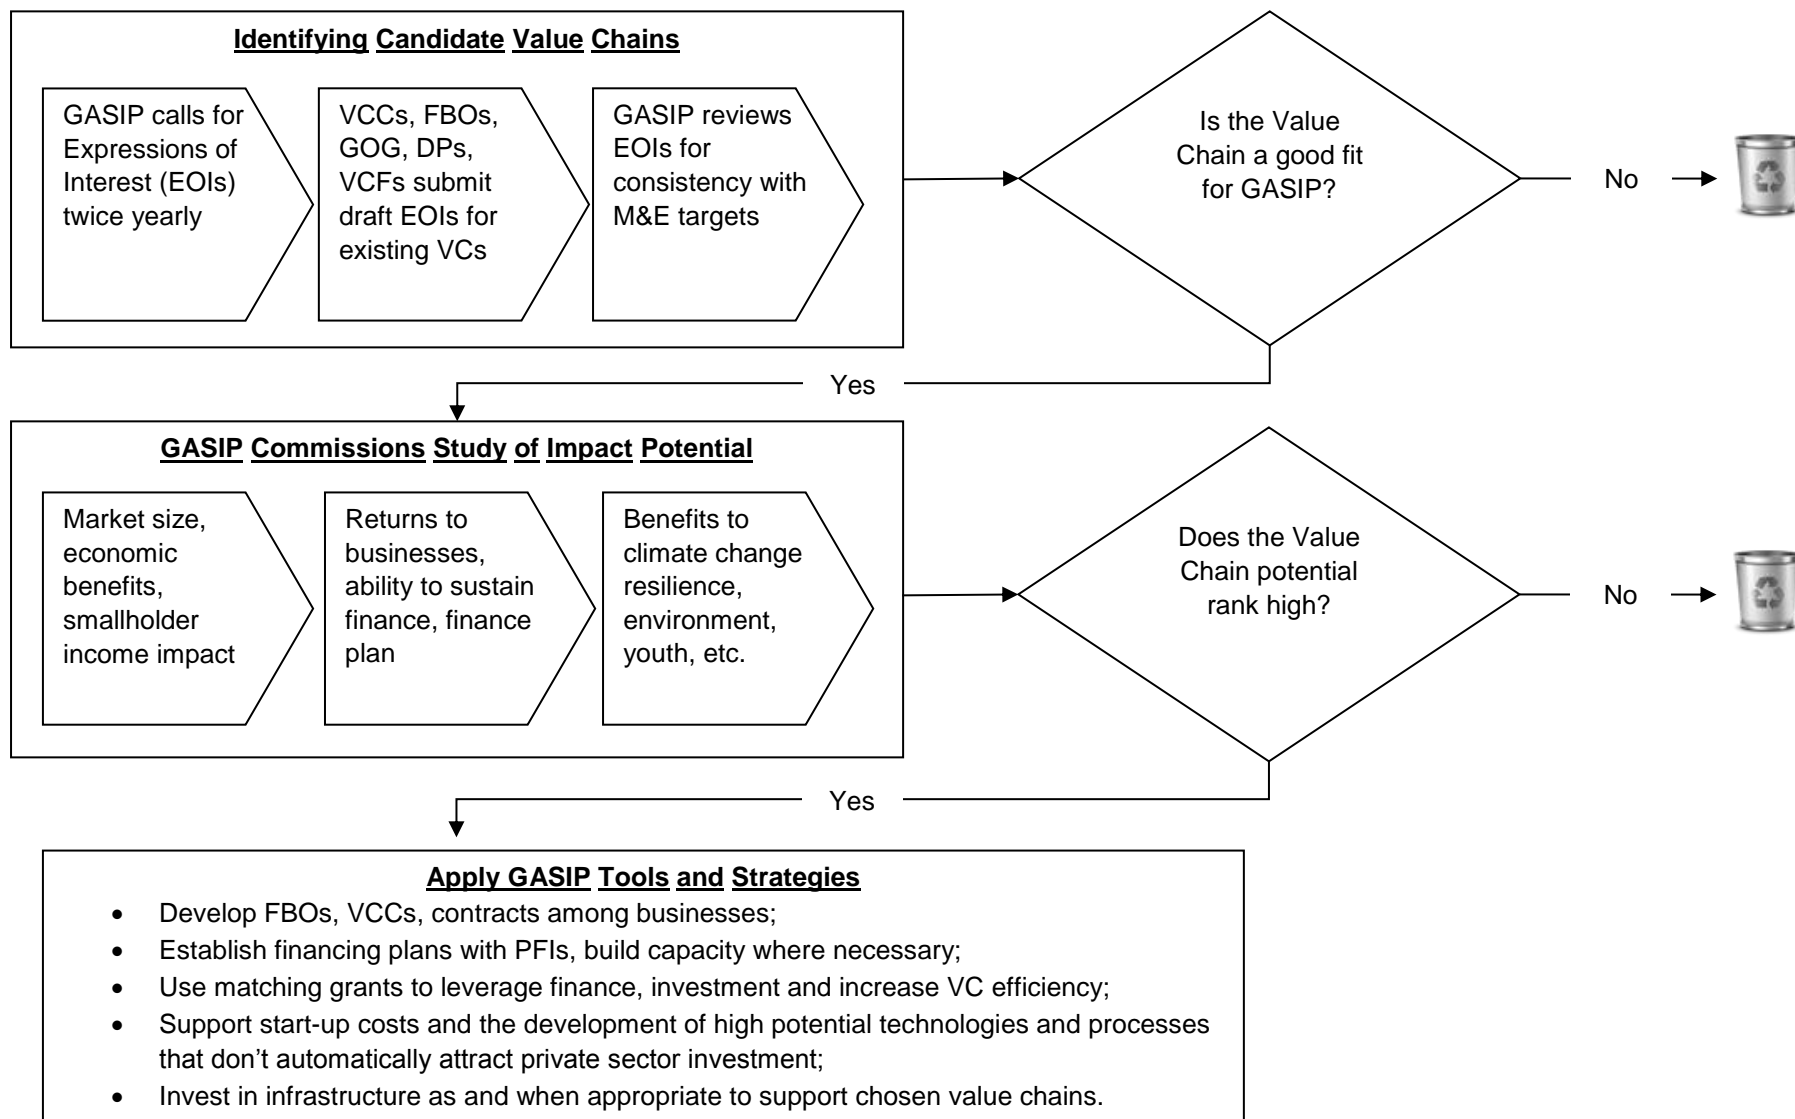 Identifying Candidate Value Chains
GASIP calls for
Expressions of
Interest (EOIs)
twice yearly
VCCs, FBOs,
GOG, DPs,
VCFs submit
draft EOIs for
existing VCs
GASIP reviews
EOIs for
consistency with
M&E targets
Is the Value
Chain a good fit
for GASIP?
No
Yes
GASIP Commissions Study of Impact Potential
Market size,
economic
benefits,
smallholder
income impact
Returns to
businesses,
ability to sustain
finance, finance
plan
Benefits to
climate change
resilience,
environment,
youth, etc.
Does the Value
Chain potential
rank high?
No
Yes
Apply GASIP Tools and Strategies
• Develop FBOs, VCCs, contracts among businesses;
• Establish financing plans with PFIs, build capacity where necessary;
• Use matching grants to leverage finance, investment and increase VC efficiency;
• Support start-up costs and the development of high potential technologies and processes
that don’t automatically attract private sector investment;
• Invest in infrastructure as and when appropriate to support chosen value chains.